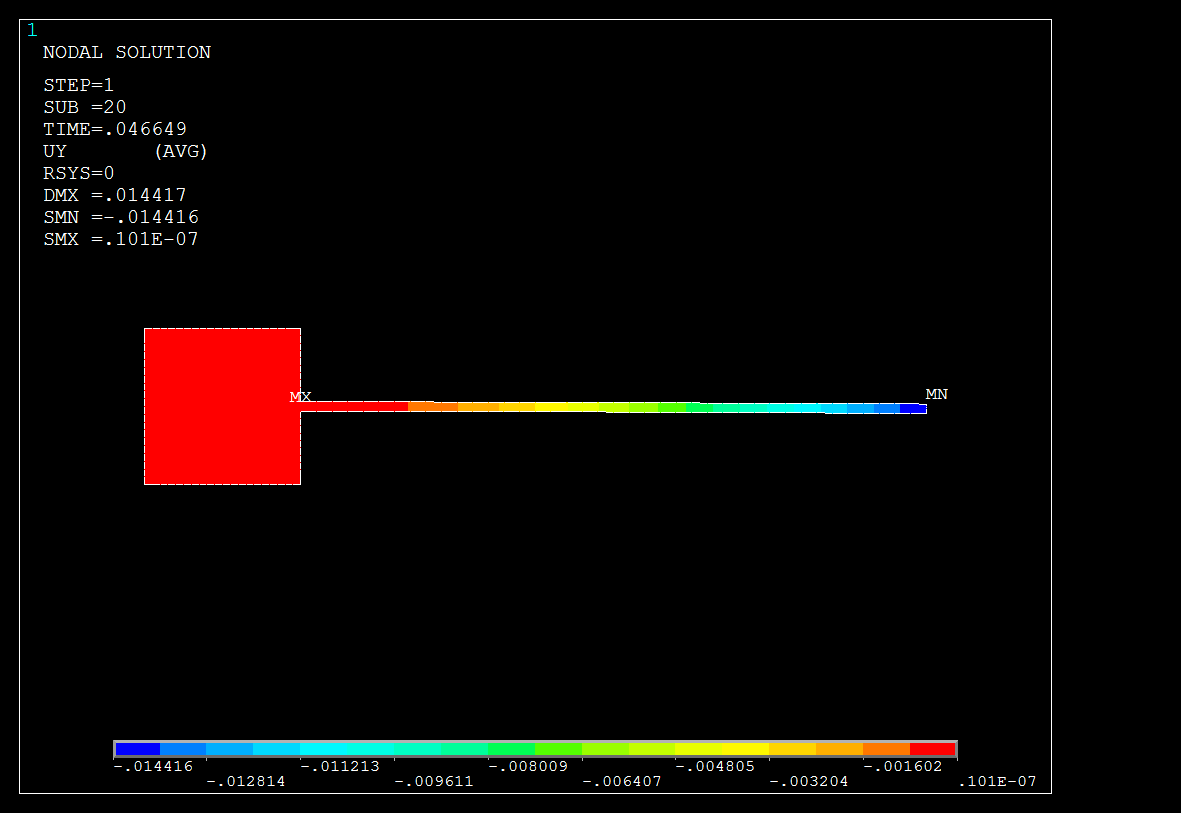 1
NODAL SOLUTION
STEP=1
SUB =20
TIME=.046649
UY (AVG)
RSYS=0
DMX =.014417
SMN =-.014416
SMX =.101E-07
MX
MN
-.014416 -.011213 -.008009 -.004805 -.001602
-.012814 -.009611 -.006407 -.003204 .101E-07